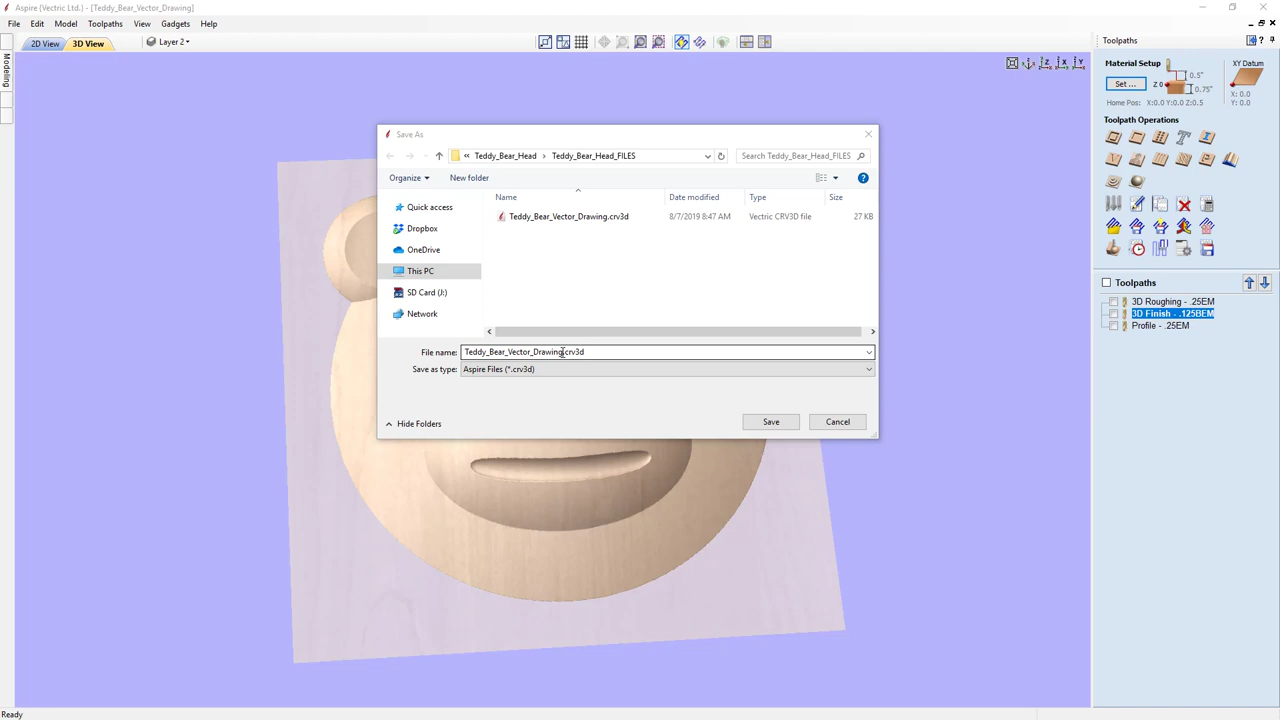 Aspire (Vectric Ltd.) - [Teddy_Bear_Vector_Drawing]
File Edit Model Toolpaths View Gadgets Help
2D View 3D View Layer 2
Modeling
Toolpaths
Material Setup XY Datum
Set ... Z 0 0.5" 0.75" X: 0.0 Y: 0.0
Home Pos: X:0.0 Y:0.0 Z:0.5
Toolpath Operations
Toolpaths
3D Roughing - .25EM
3D Finish - .125BEM
Profile - .25EM
Save As
« Teddy_Bear_Head › Teddy_Bear_Head_FILES Search Teddy_Bear_Head_FILES
Organize New folder
Name Date modified Type Size
Teddy_Bear_Vector_Drawing.crv3d 8/7/2019 8:47 AM Vectric CRV3D file 27 KB
Quick access
Dropbox
OneDrive
This PC
SD Card (J:)
Network
File name: Teddy_Bear_Vector_Drawing.crv3d
Save as type: Aspire Files (*.crv3d)
Hide Folders Save Cancel
Ready